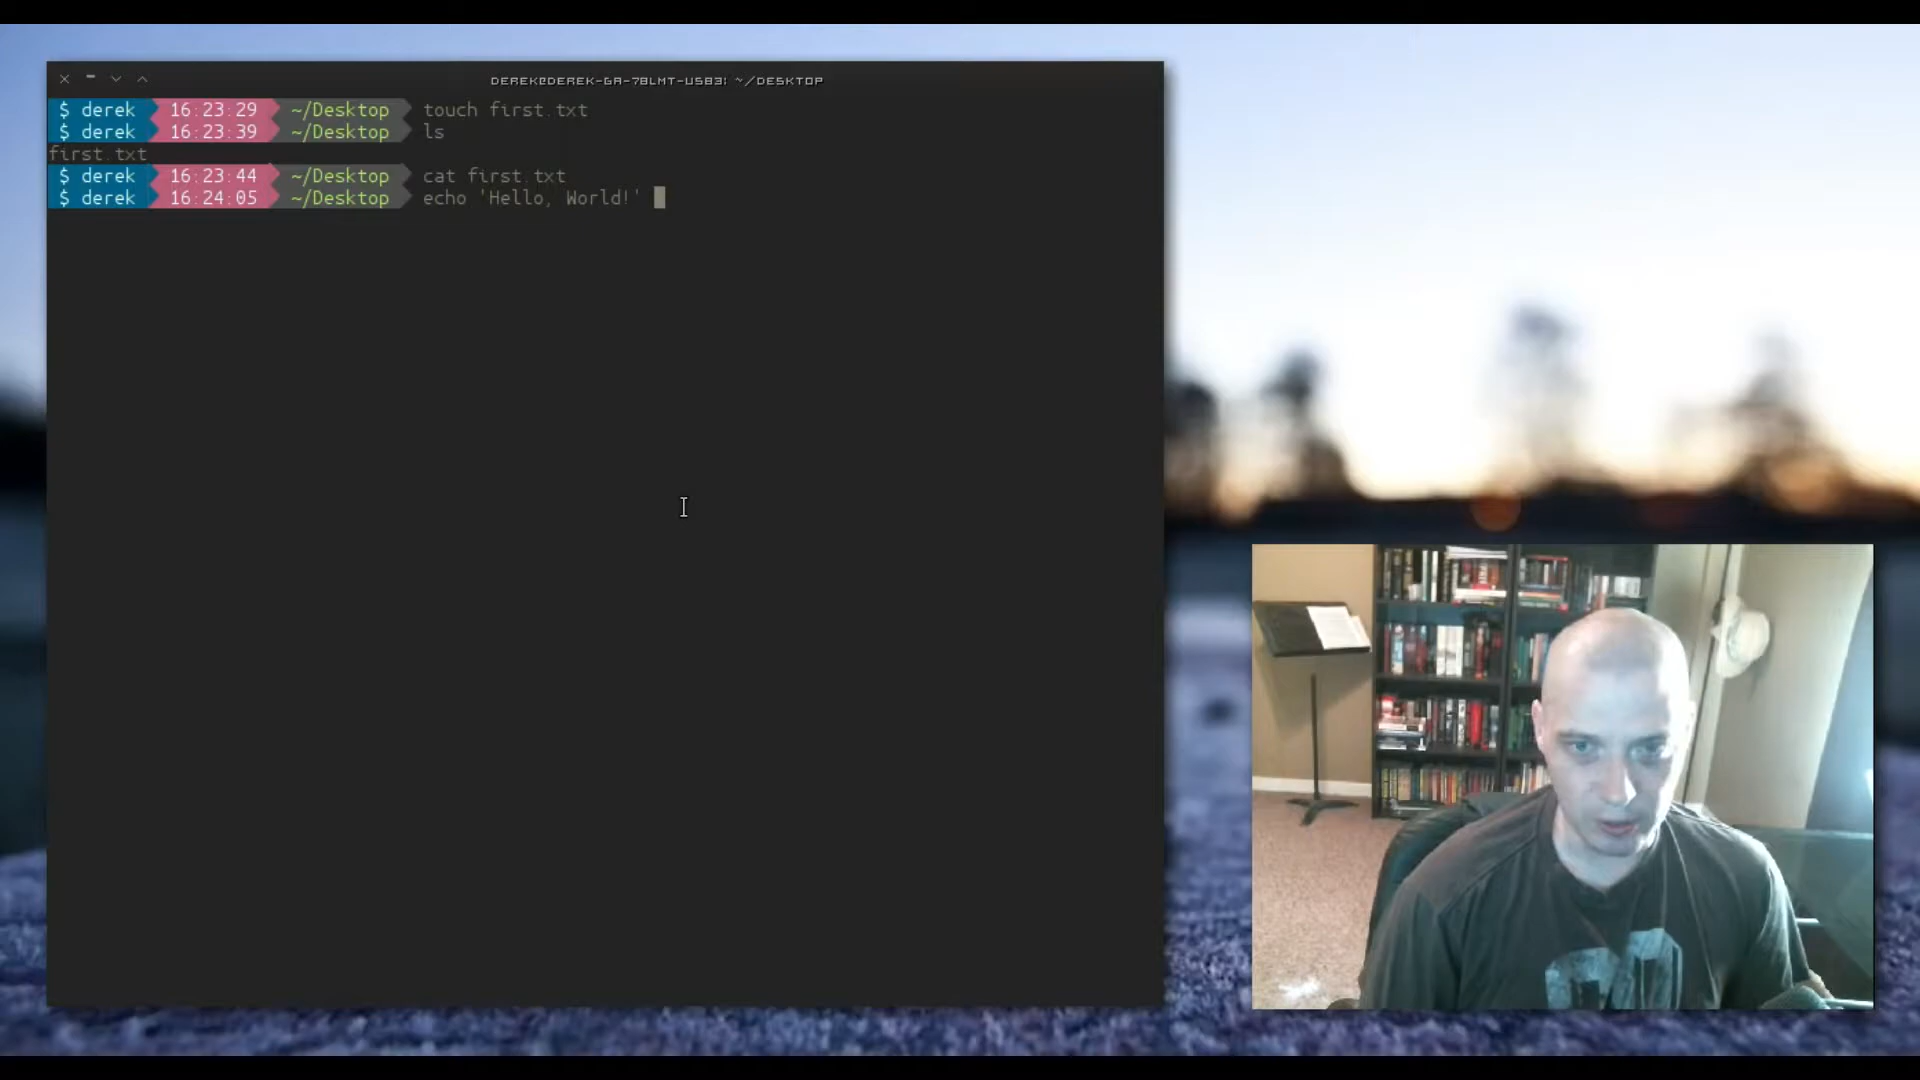 DEREK@DEREK-GA-78LMT-USB3: ~/DESKTOP
$ derek 16:23:29 ~/Desktop touch first.txt
$ derek 16:23:39 ~/Desktop ls
first.txt
$ derek 16:23:44 ~/Desktop cat first.txt
$ derek 16:24:05 ~/Desktop echo 'Hello, World!'